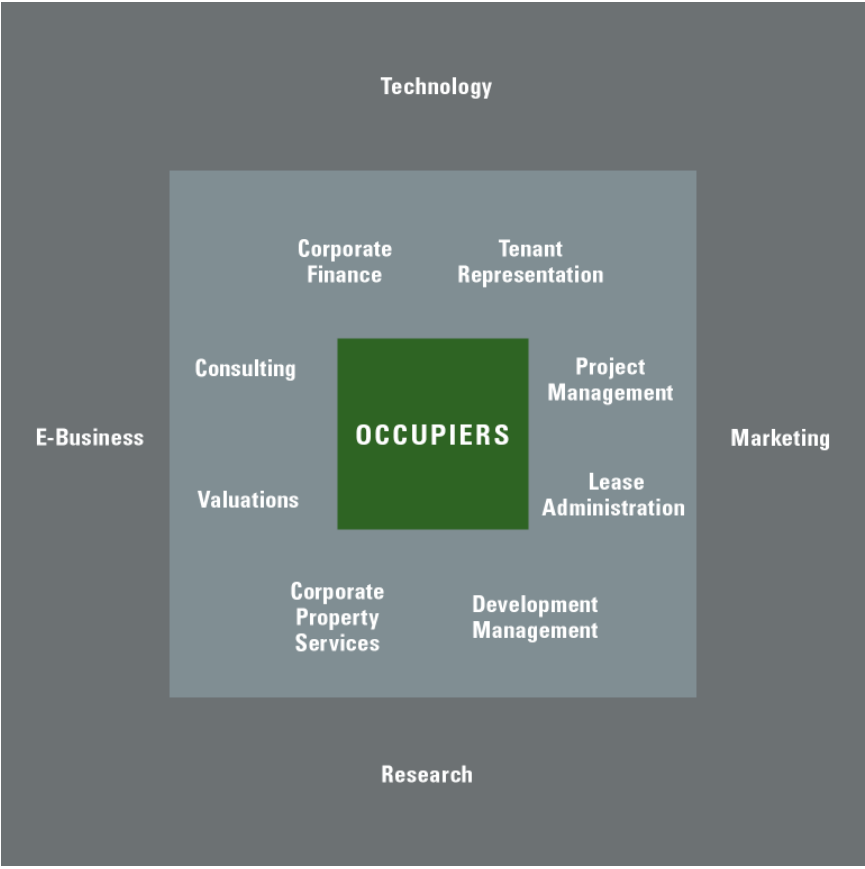 Technology
Corporate
Finance
Tenant
Representation
Consulting
Project
Management
E-Business
OCCUPIERS
Marketing
Valuations
Lease
Administration
Corporate
Property
Services
Development
Management
Research